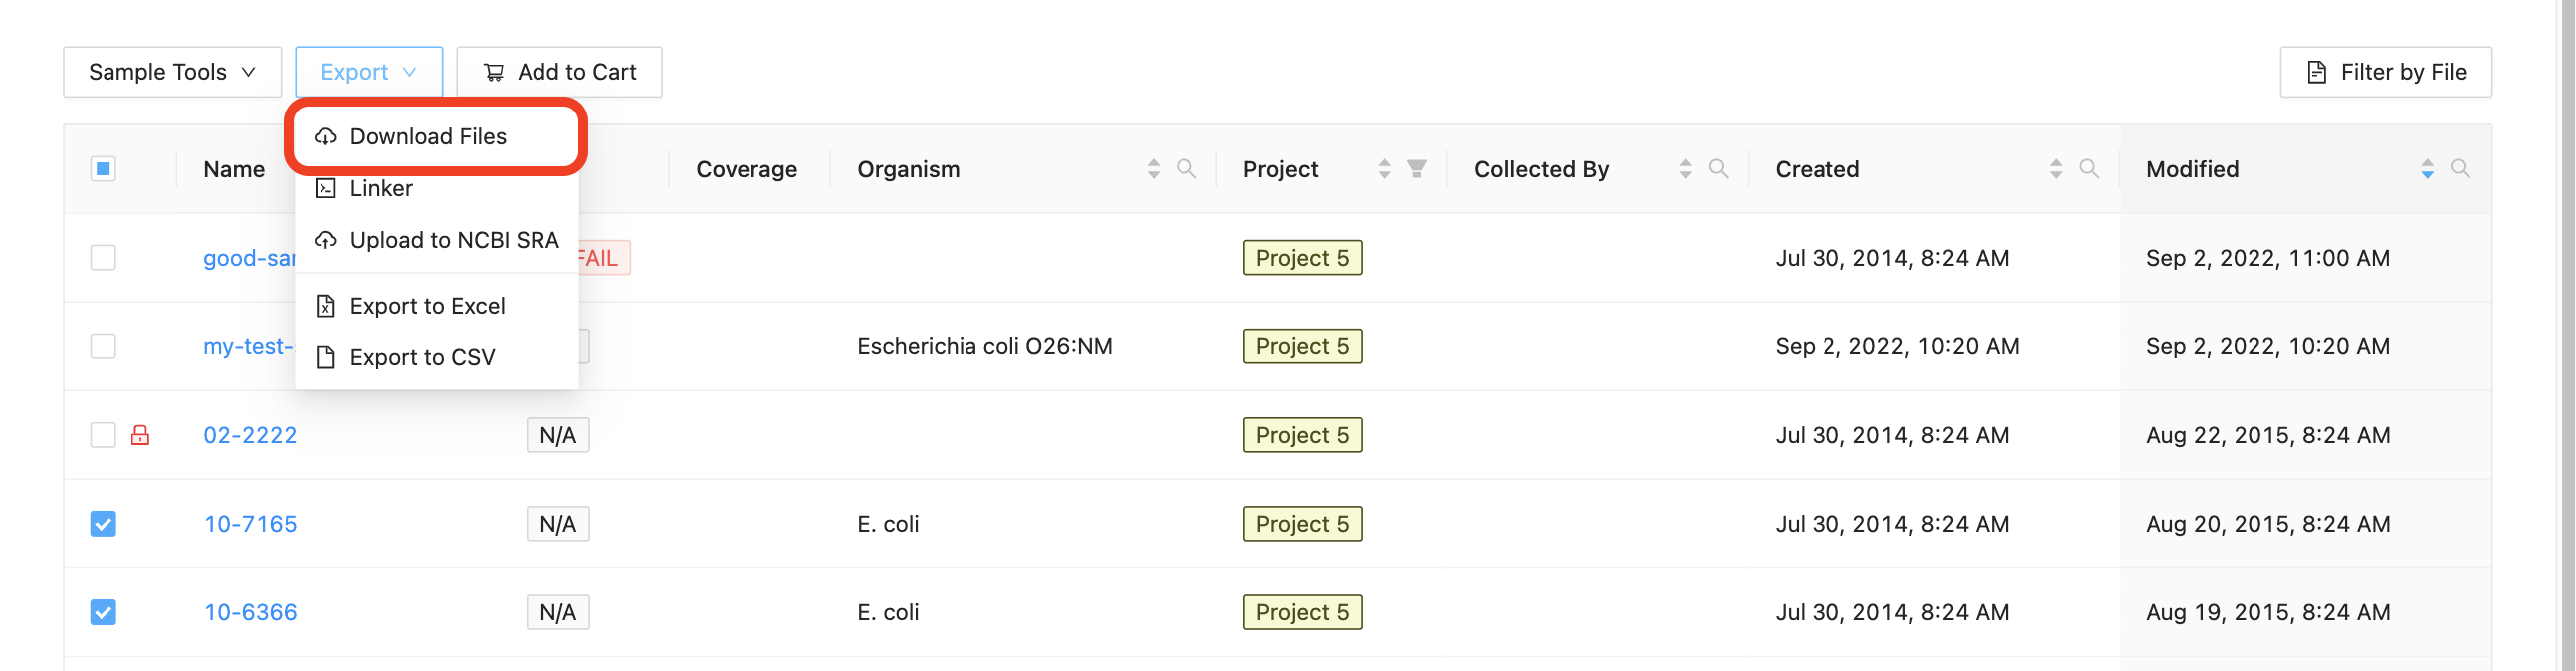 Sample Tools Export Add to Cart Filter by File
Download Files
Name Coverage Organism Project Collected By Created Modified
Linker
Upload to NCBI SRA
good-sar FAIL Project 5 Jul 30, 2014, 8:24 AM Sep 2, 2022, 11:00 AM
Export to Excel
my-test- Escherichia coli O26:NM Project 5 Sep 2, 2022, 10:20 AM Sep 2, 2022, 10:20 AM
Export to CSV
02-2222 N/A Project 5 Jul 30, 2014, 8:24 AM Aug 22, 2015, 8:24 AM
10-7165 N/A E. coli Project 5 Jul 30, 2014, 8:24 AM Aug 20, 2015, 8:24 AM
10-6366 N/A E. coli Project 5 Jul 30, 2014, 8:24 AM Aug 19, 2015, 8:24 AM